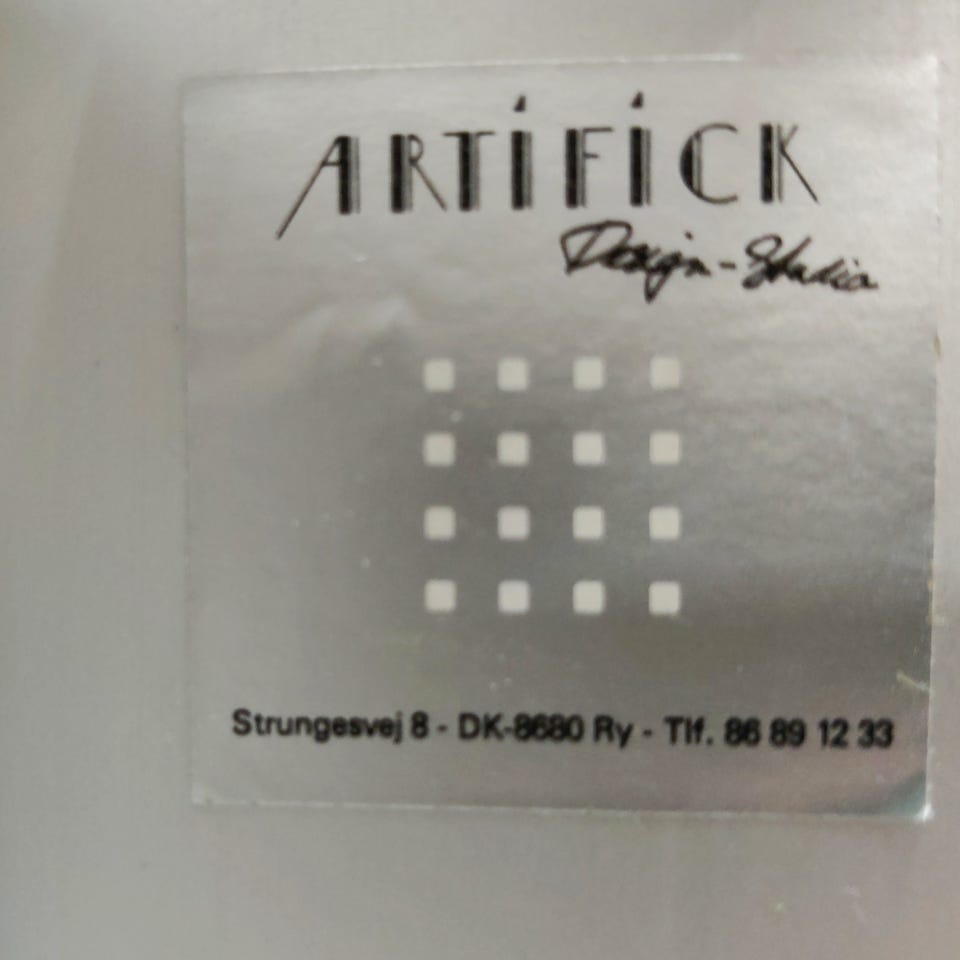 ARTiFiCK
Design-Studio
Strungesvej 8 - DK-8680 Ry - Tlf. 86 89 12 33